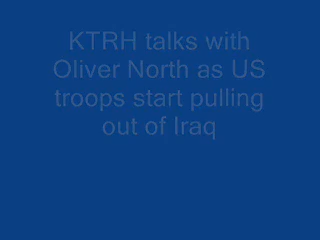 KTRH talks with
Oliver North as US
troops start pulling
out of Iraq